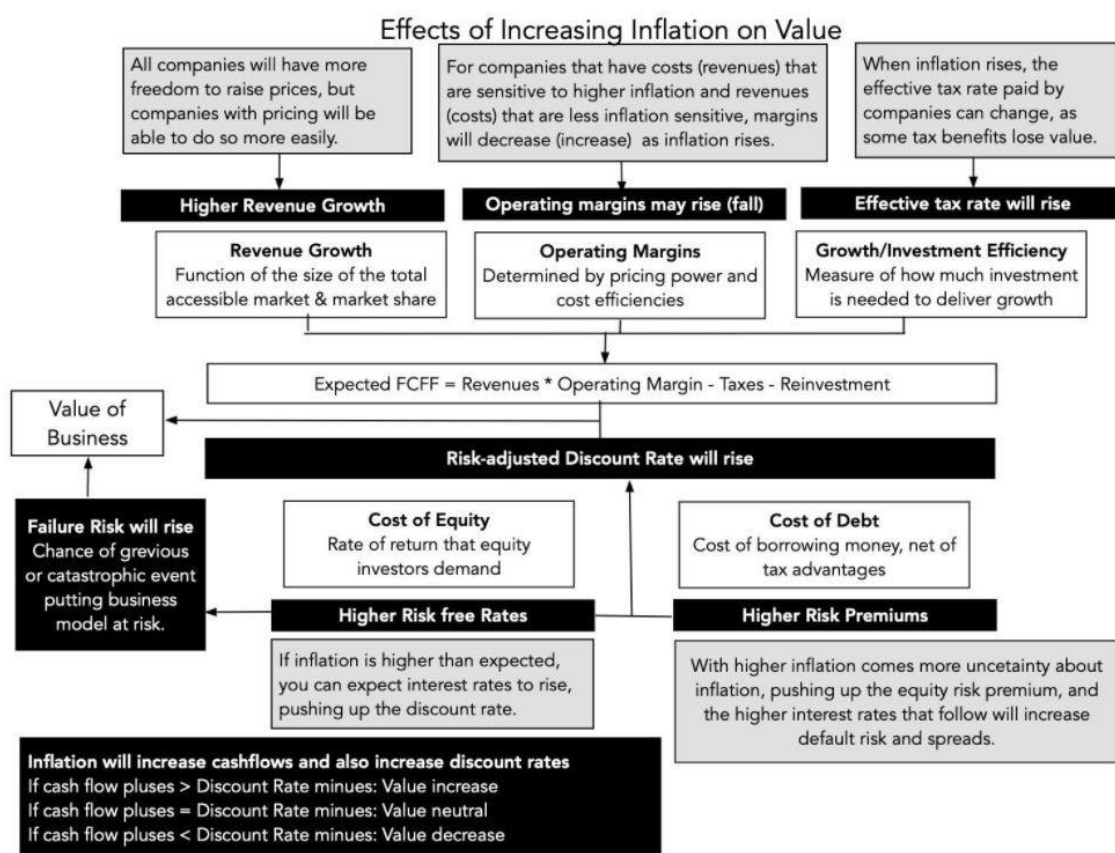 Effects of Increasing Inflation on Value
All companies will have more
freedom to raise prices, but
companies with pricing will be
able to do so more easily.
For companies that have costs (revenues) that
are sensitive to higher inflation and revenues
(costs) that are less inflation sensitive, margins
will decrease (increase) as inflation rises.
When inflation rises, the
effective tax rate paid by
companies can change, as
some tax benefits lose value.
Higher Revenue Growth
Operating margins may rise (fall)
Effective tax rate will rise
Revenue Growth
Function of the size of the total
accessible market & market share
Operating Margins
Determined by pricing power and
cost efficiencies
Growth/Investment Efficiency
Measure of how much investment
is needed to deliver growth
Expected FCFF = Revenues * Operating Margin - Taxes - Reinvestment
Value of
Business
Risk-adjusted Discount Rate will rise
Failure Risk will rise
Chance of grevious
or catastrophic event
putting business
model at risk.
Cost of Equity
Rate of return that equity
investors demand
Cost of Debt
Cost of borrowing money, net of
tax advantages
Higher Risk free Rates
Higher Risk Premiums
If inflation is higher than expected,
you can expect interest rates to rise,
pushing up the discount rate.
With higher inflation comes more uncetainty about
inflation, pushing up the equity risk premium, and
the higher interest rates that follow will increase
default risk and spreads.
Inflation will increase cashflows and also increase discount rates
If cash flow pluses > Discount Rate minues: Value increase
If cash flow pluses = Discount Rate minues: Value neutral
If cash flow pluses < Discount Rate minues: Value decrease